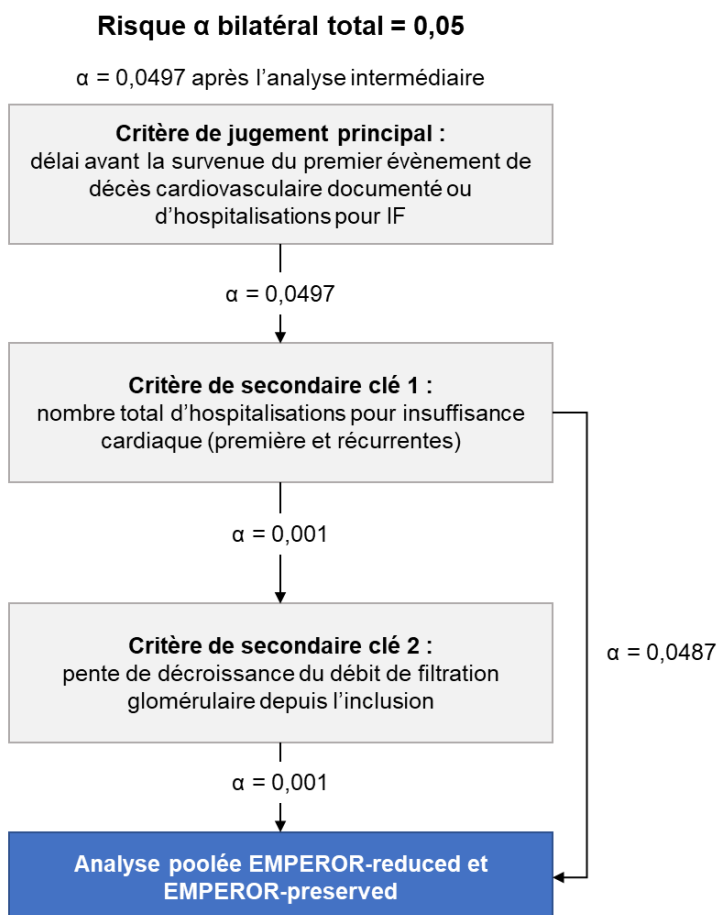 Risque α bilatéral total = 0,05
α = 0,0497 après l’analyse intermédiaire
Critère de jugement principal :
délai avant la survenue du premier évènement de
décès cardiovasculaire documenté ou
d’hospitalisations pour IF
α = 0,0497
Critère de secondaire clé 1 :
nombre total d’hospitalisations pour insuffisance
cardiaque (première et récurrentes)
α = 0,001
Critère de secondaire clé 2 :
pente de décroissance du débit de filtration
glomérulaire depuis l’inclusion
α = 0,0487
α = 0,001
Analyse poolée EMPEROR-reduced et
EMPEROR-preserved